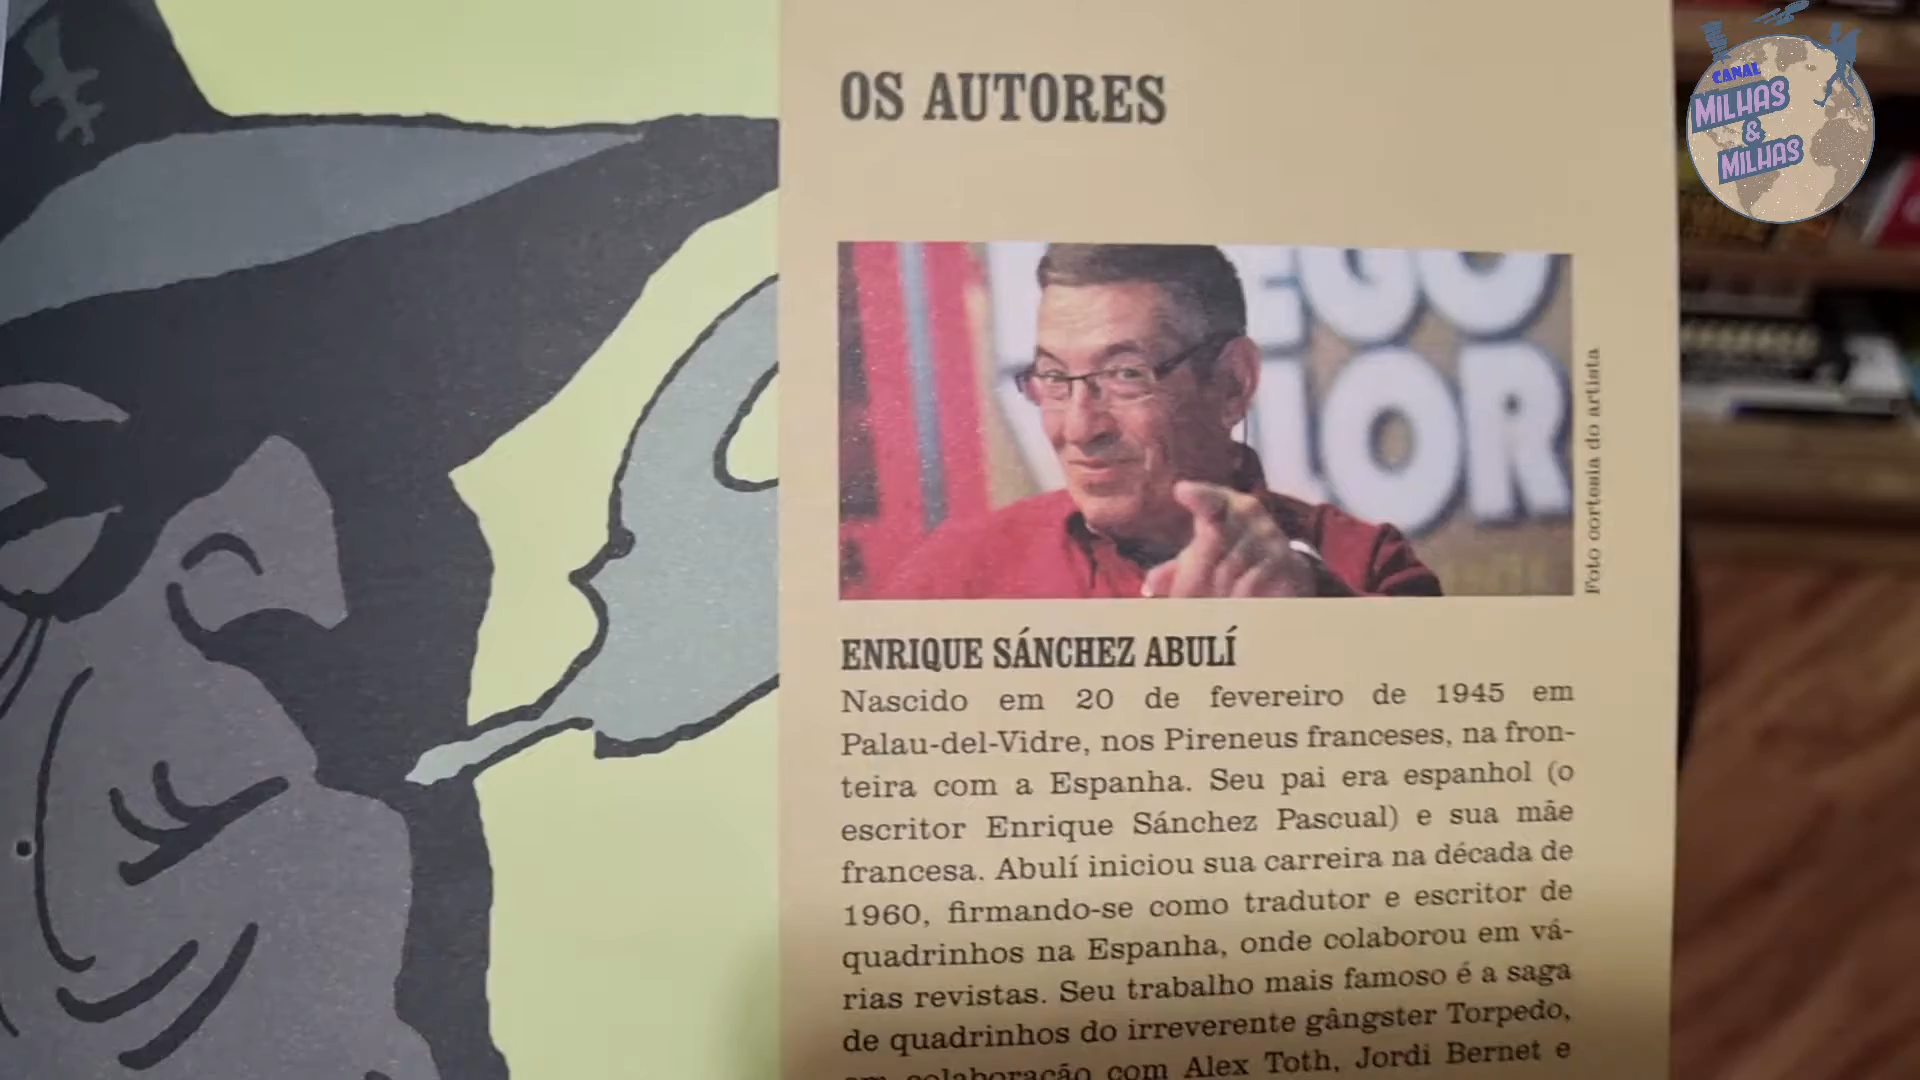 OS AUTORES
CANAL
MILHAS
&
MILHAS
LOR
Foto cortesia do artista
ENRIQUE SÁNCHEZ ABULÍ
Nascido em 20 de fevereiro de 1945 em
Palau-del-Vidre, nos Pireneus franceses, na fron-
teira com a Espanha. Seu pai era espanhol (o
escritor Enrique Sánchez Pascual) e sua mãe
francesa. Abulí iniciou sua carreira na década de
1960, firmando-se como tradutor e escritor de
quadrinhos na Espanha, onde colaborou em vá-
rias revistas. Seu trabalho mais famoso é a saga
de quadrinhos do irreverente gângster Torpedo,
em colaboração com Alex Toth, Jordi Bernet e